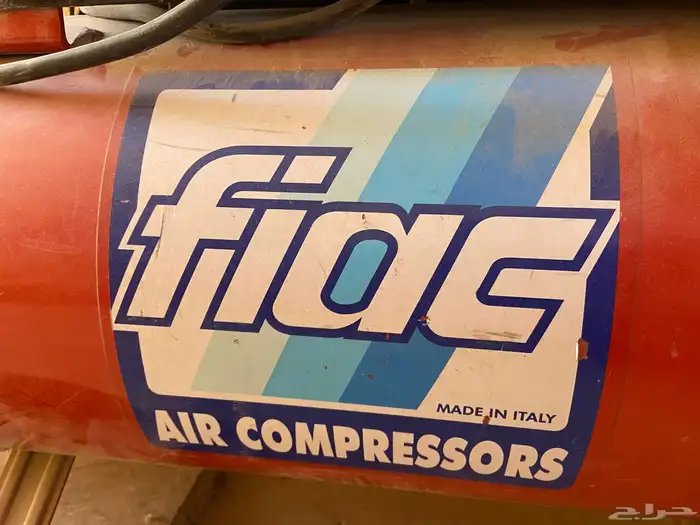 fiac
MADE IN ITALY
AIR COMPRESSORS
حراج